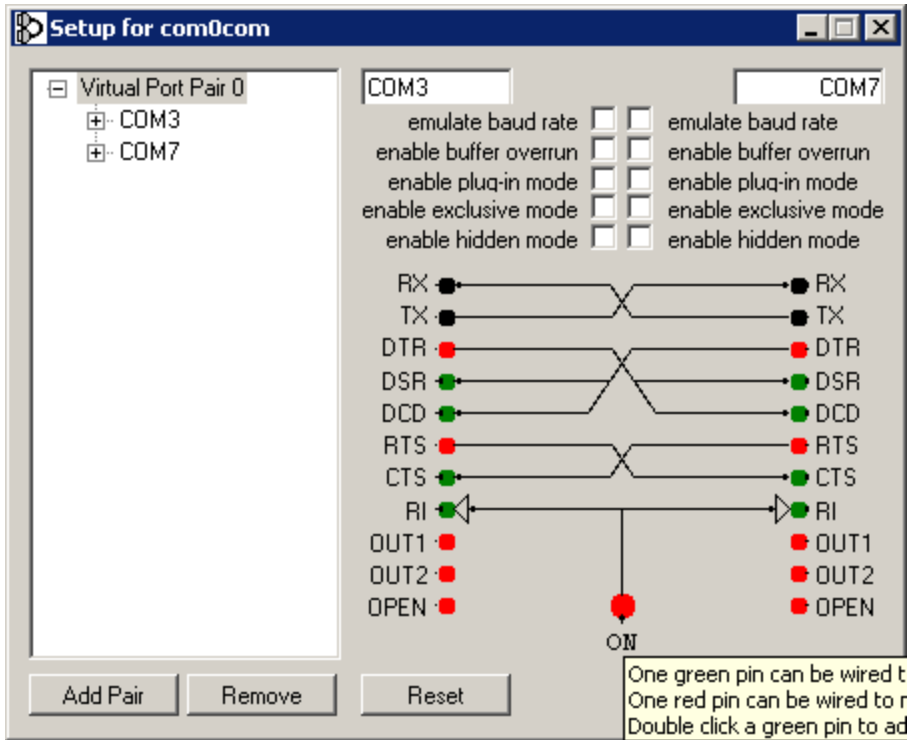 Setup for com0com
Virtual Port Pair 0
COM3
COM7
COM3 COM7
emulate baud rate emulate baud rate
enable buffer overrun enable buffer overrun
enable plug-in mode enable plug-in mode
enable exclusive mode enable exclusive mode
enable hidden mode enable hidden mode
RX RX
TX TX
DTR DTR
DSR DSR
DCD DCD
RTS RTS
CTS CTS
RI RI
OUT1 OUT1
OUT2 OUT2
OPEN OPEN
ON
Add Pair Remove Reset
One green pin can be wired
One red pin can be wired to
Double click a green pin to